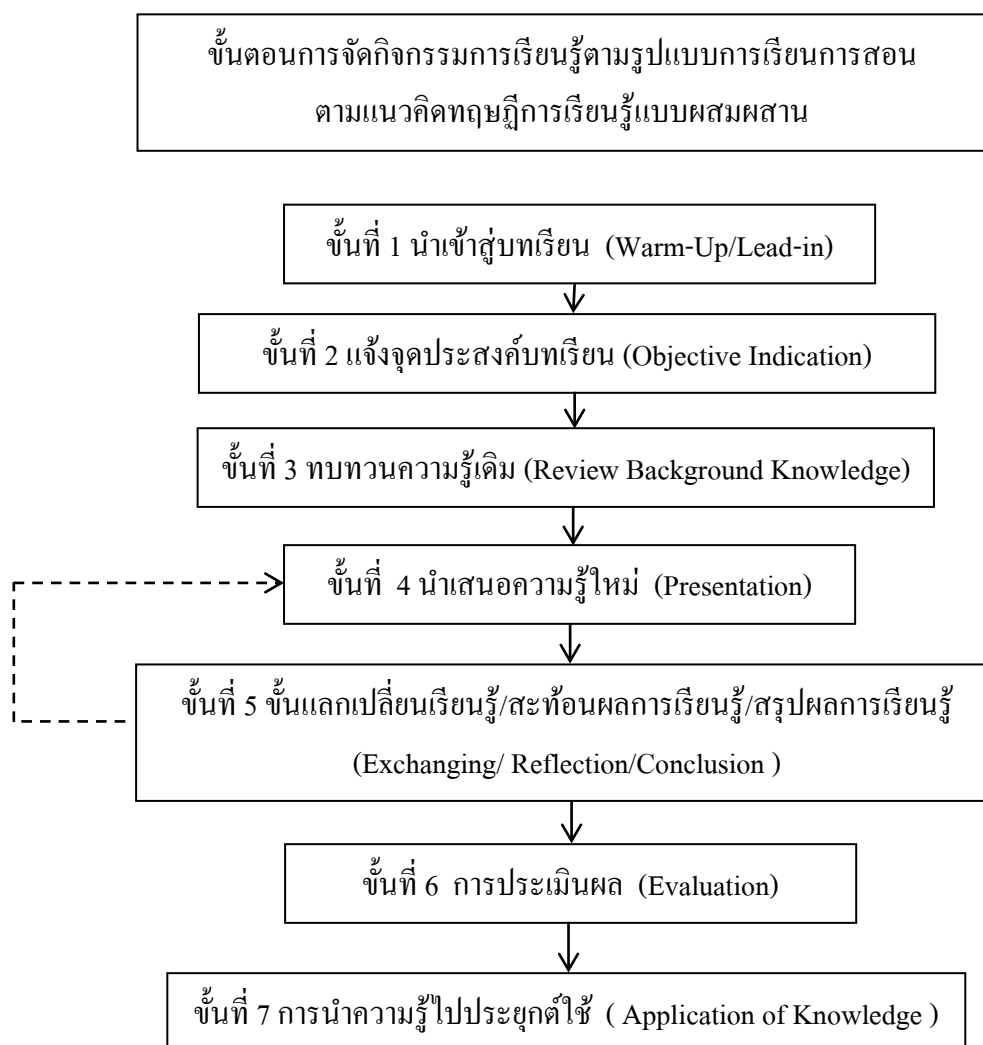 ขั้นตอนการจัดกิจกรรมการเรียนรู้ตามรูปแบบการเรียนการสอน
ตามแนวคิดทฤษฎีการเรียนรู้แบบผสมผสาน
ขั้นที่ 1 นำเข้าสู่บทเรียน (Warm-Up/Lead-in)
ขั้นที่ 2 แจ้งจุดประสงค์บทเรียน (Objective Indication)
ขั้นที่ 3 ทบทวนความรู้เดิม (Review Background Knowledge)
ขั้นที่ 4 นำเสนอความรู้ใหม่ (Presentation)
ขั้นที่ 5 ขั้นแลกเปลี่ยนเรียนรู้/สะท้อนผลการเรียนรู้/สรุปผลการเรียนรู้
(Exchanging/ Reflection/Conclusion )
ขั้นที่ 6 การประเมินผล (Evaluation)
ขั้นที่ 7 การนำความรู้ไปประยุกต์ใช้ ( Application of Knowledge )